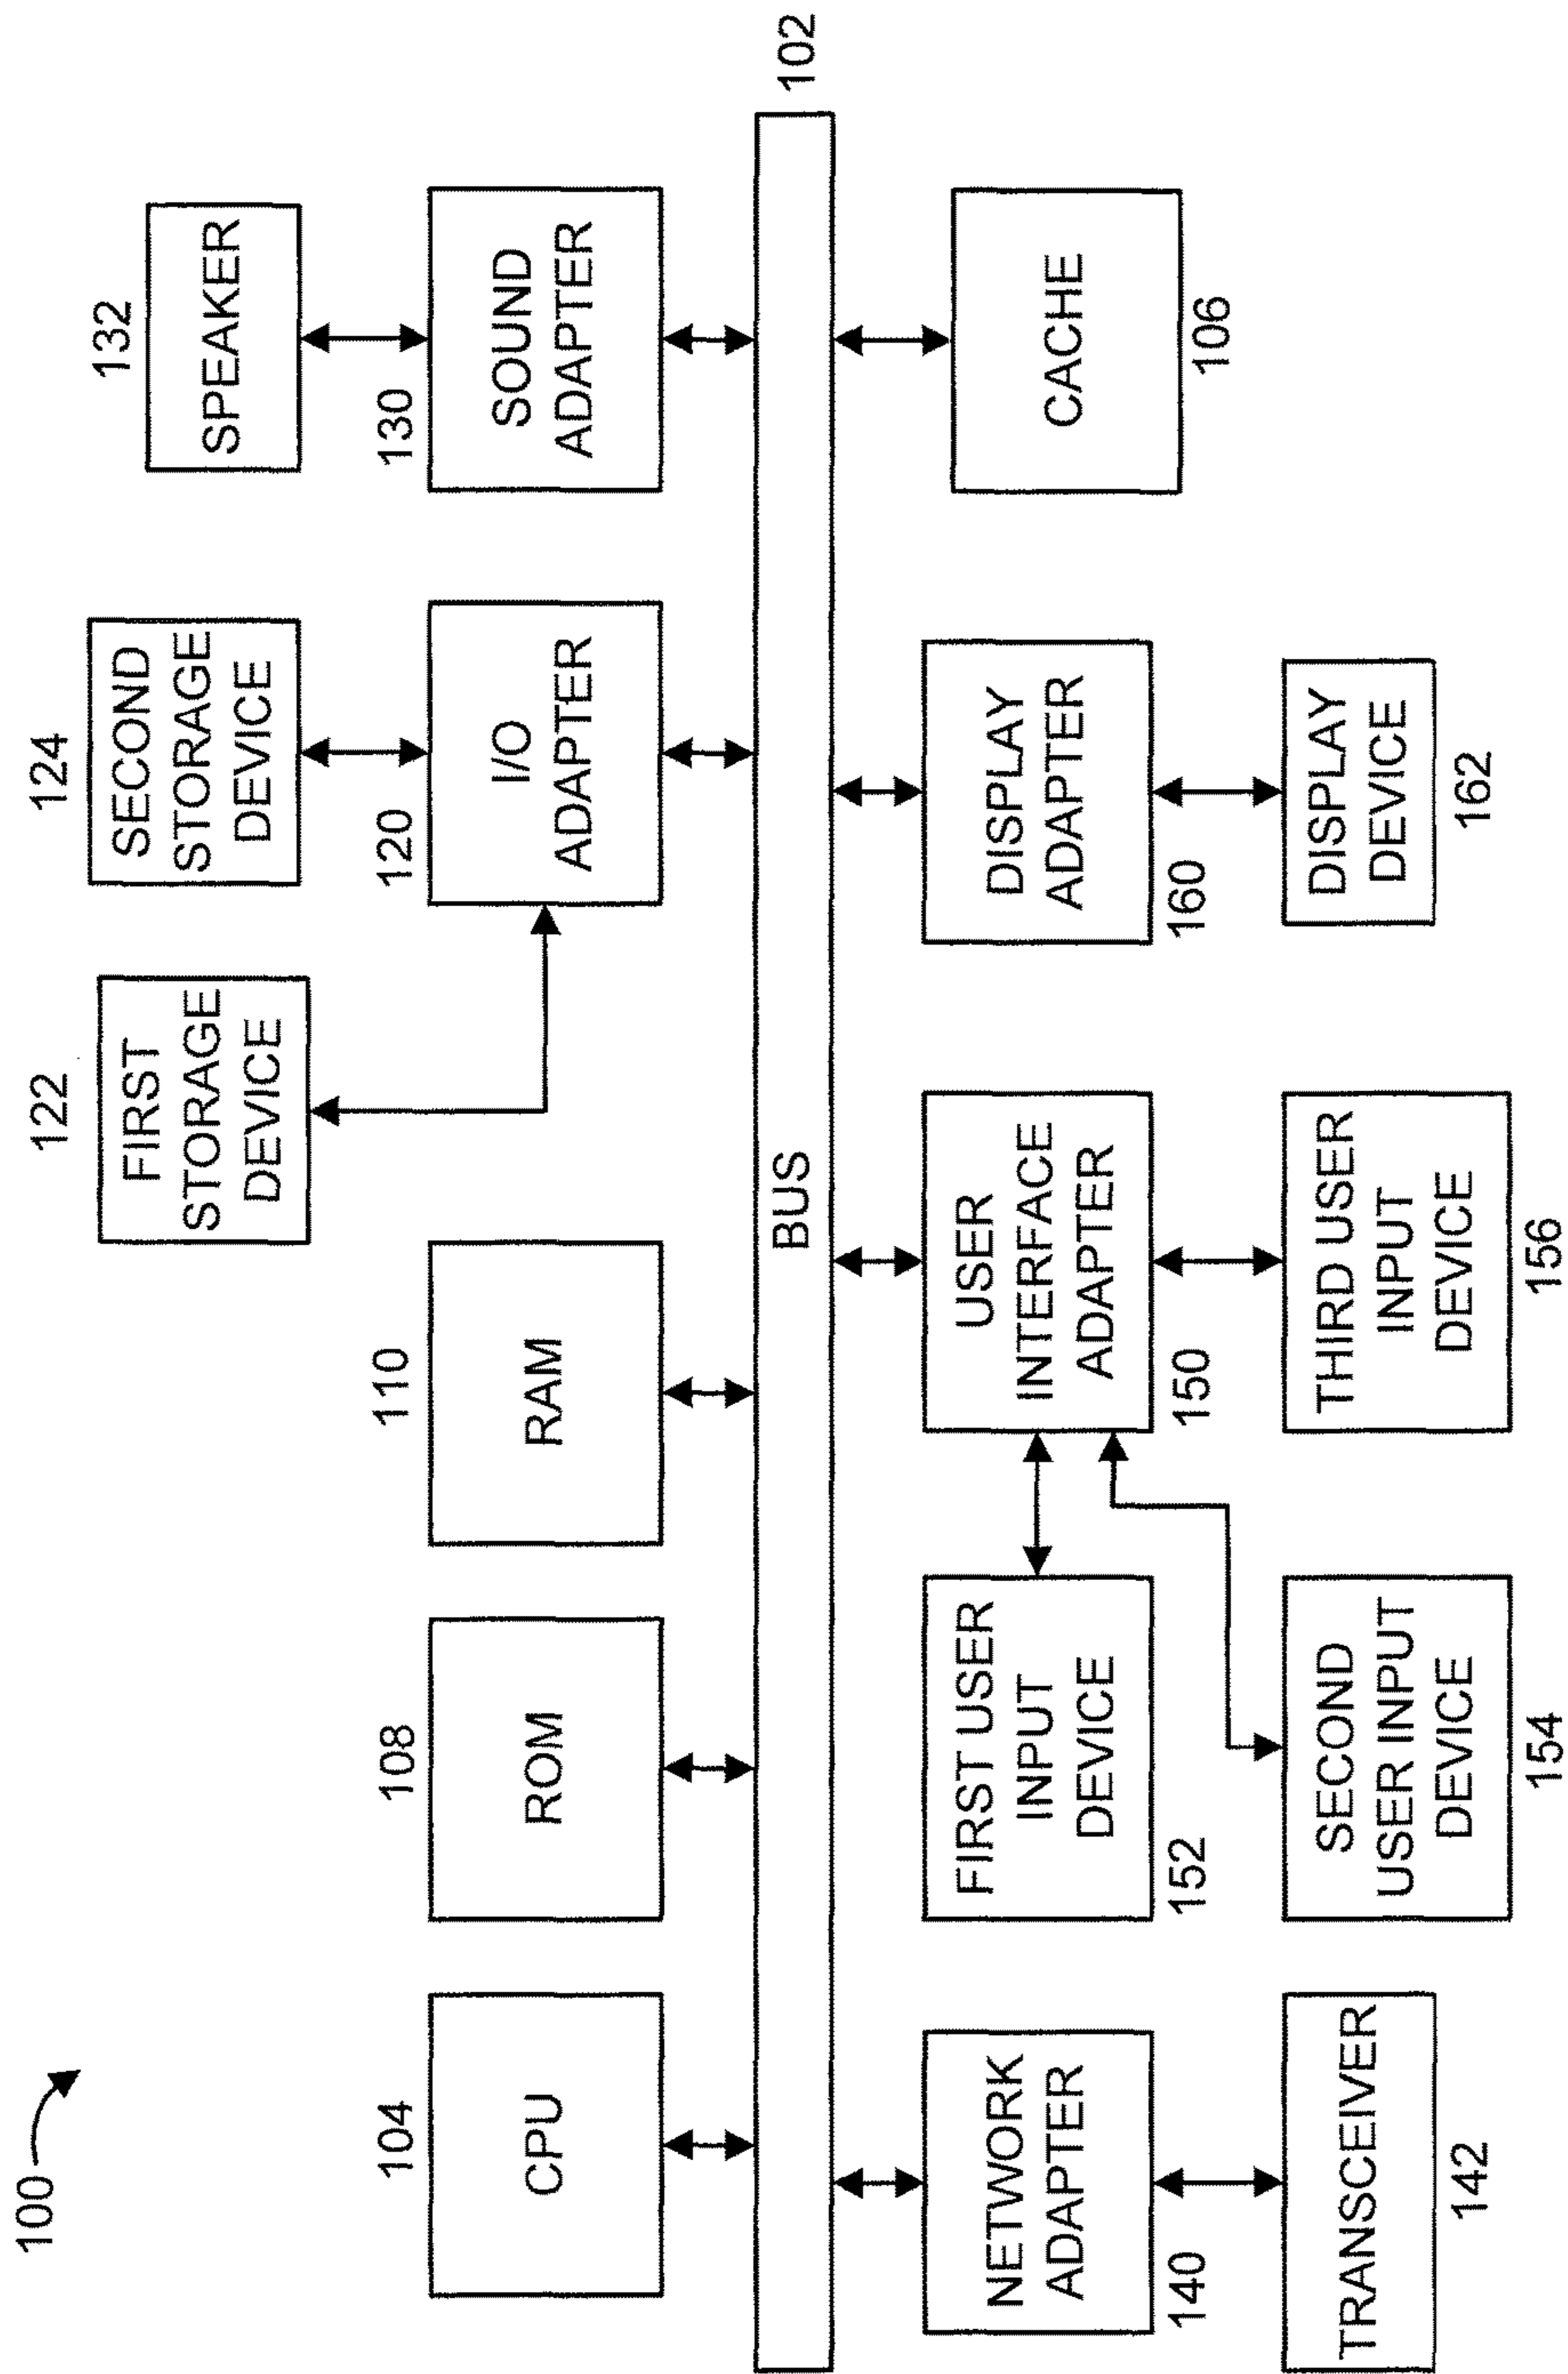 100
104
CPU
108
ROM
110
RAM
122
FIRST
STORAGE
DEVICE
124
SECOND
STORAGE
DEVICE
120
I/O
ADAPTER
132
SPEAKER
130
SOUND
ADAPTER
BUS
102
NETWORK
ADAPTER
140
TRANSCEIVER
142
FIRST USER
INPUT
DEVICE
152
SECOND
USER INPUT
DEVICE
154
USER
INTERFACE
ADAPTER
150
THIRD USER
INPUT
DEVICE
156
DISPLAY
ADAPTER
160
DISPLAY
DEVICE
162
CACHE
106